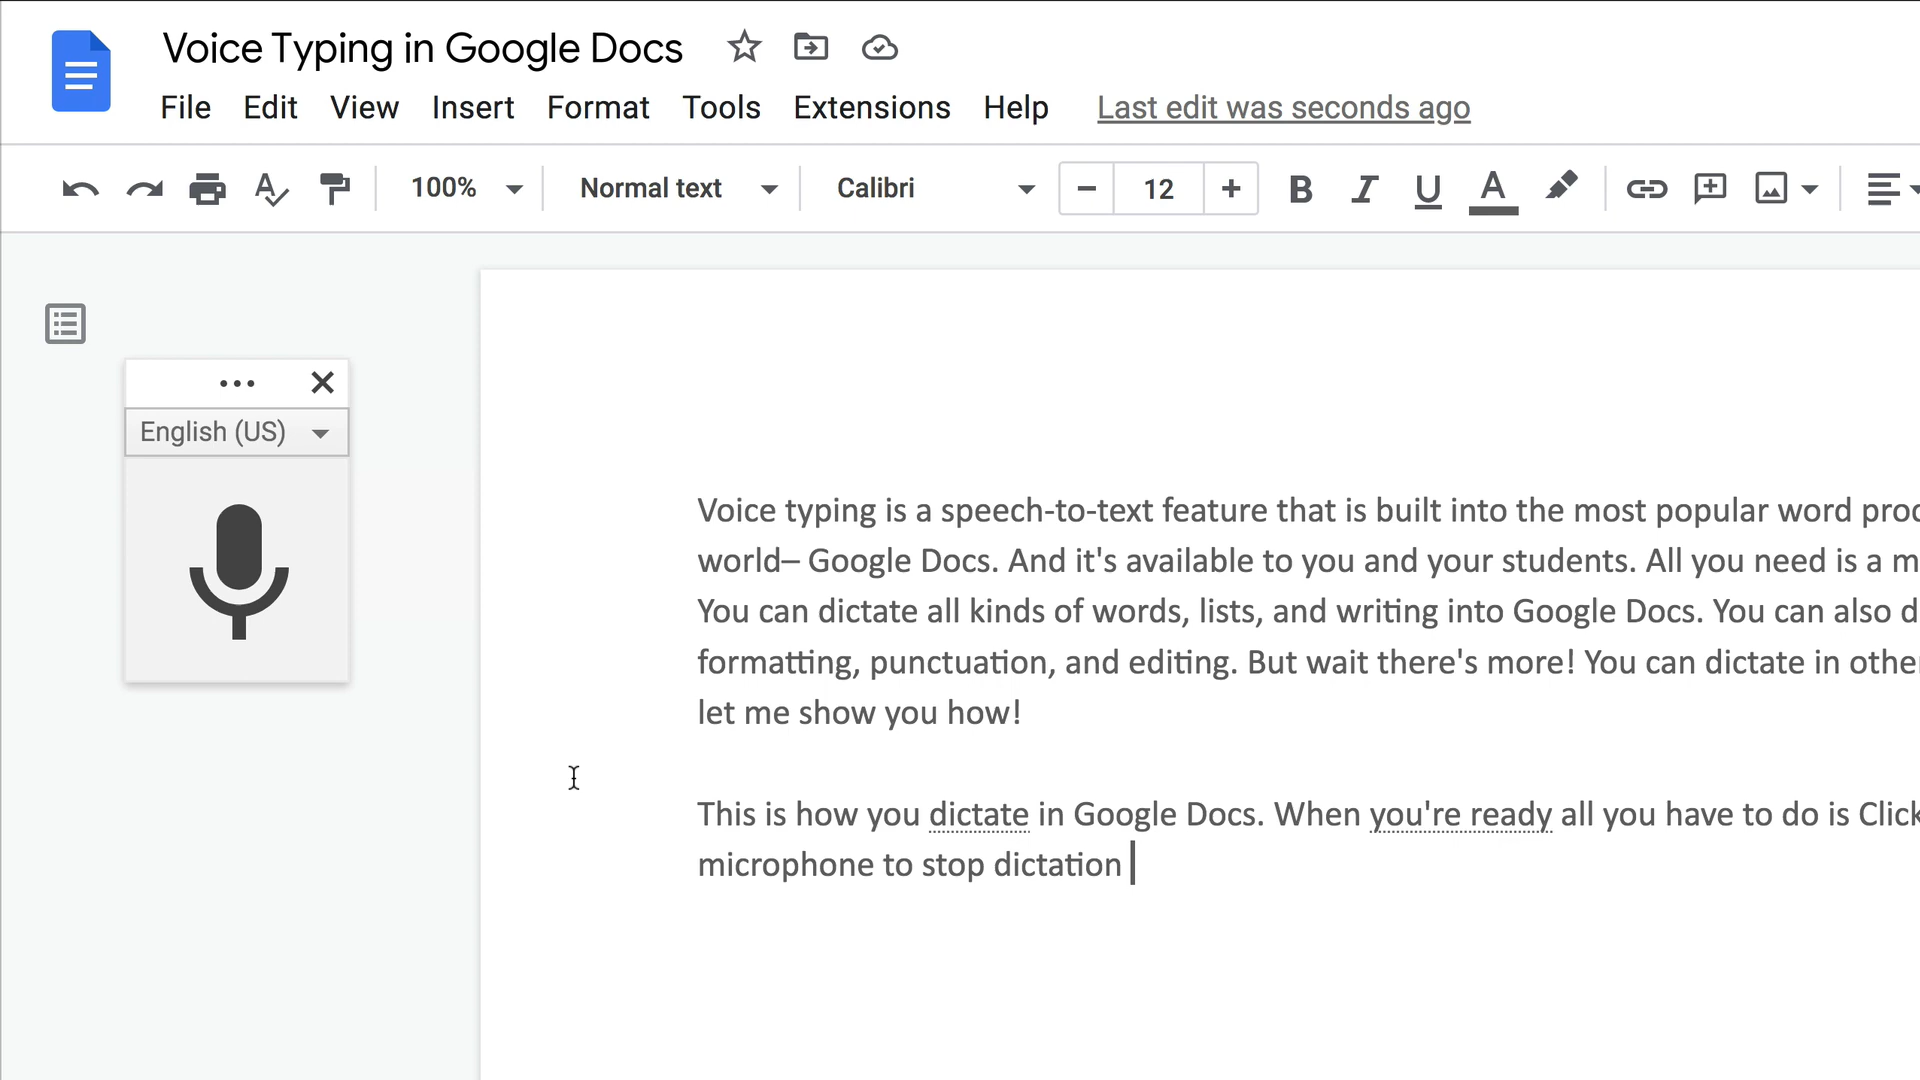 Voice Typing in Google Docs
File Edit View Insert Format Tools Extensions Help Last edit was seconds ago
100% Normal text Calibri 12 B I U A
English (US)
Voice typing is a speech-to-text feature that is built into the most popular word
world– Google Docs. And it's available to you and your students. All you need is a
You can dictate all kinds of words, lists, and writing into Google Docs. You can also
formatting, punctuation, and editing. But wait there's more! You can dictate in
let me show you how!
This is how you dictate in Google Docs. When you're ready all you have to do is Click
microphone to stop dictation